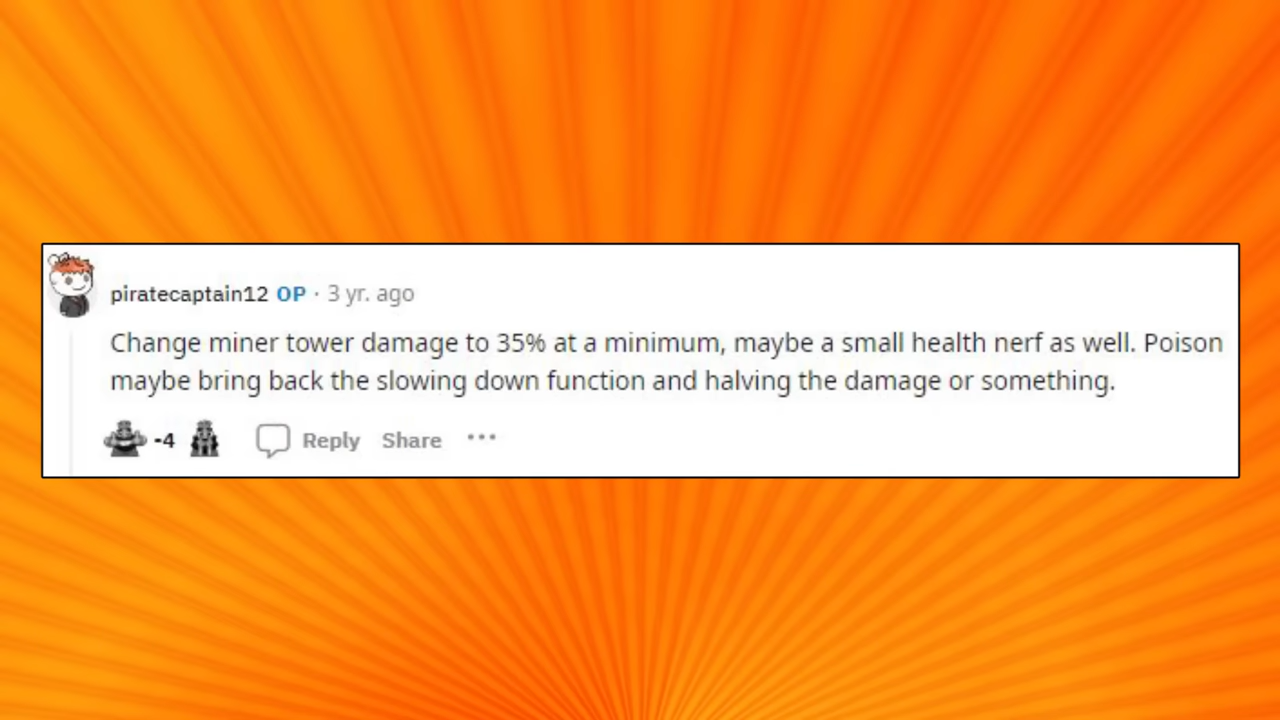 piratecaptain12 OP · 3 yr. ago
Change miner tower damage to 35% at a minimum, maybe a small health nerf as well. Poison
maybe bring back the slowing down function and halving the damage or something.
-4 Reply Share ···